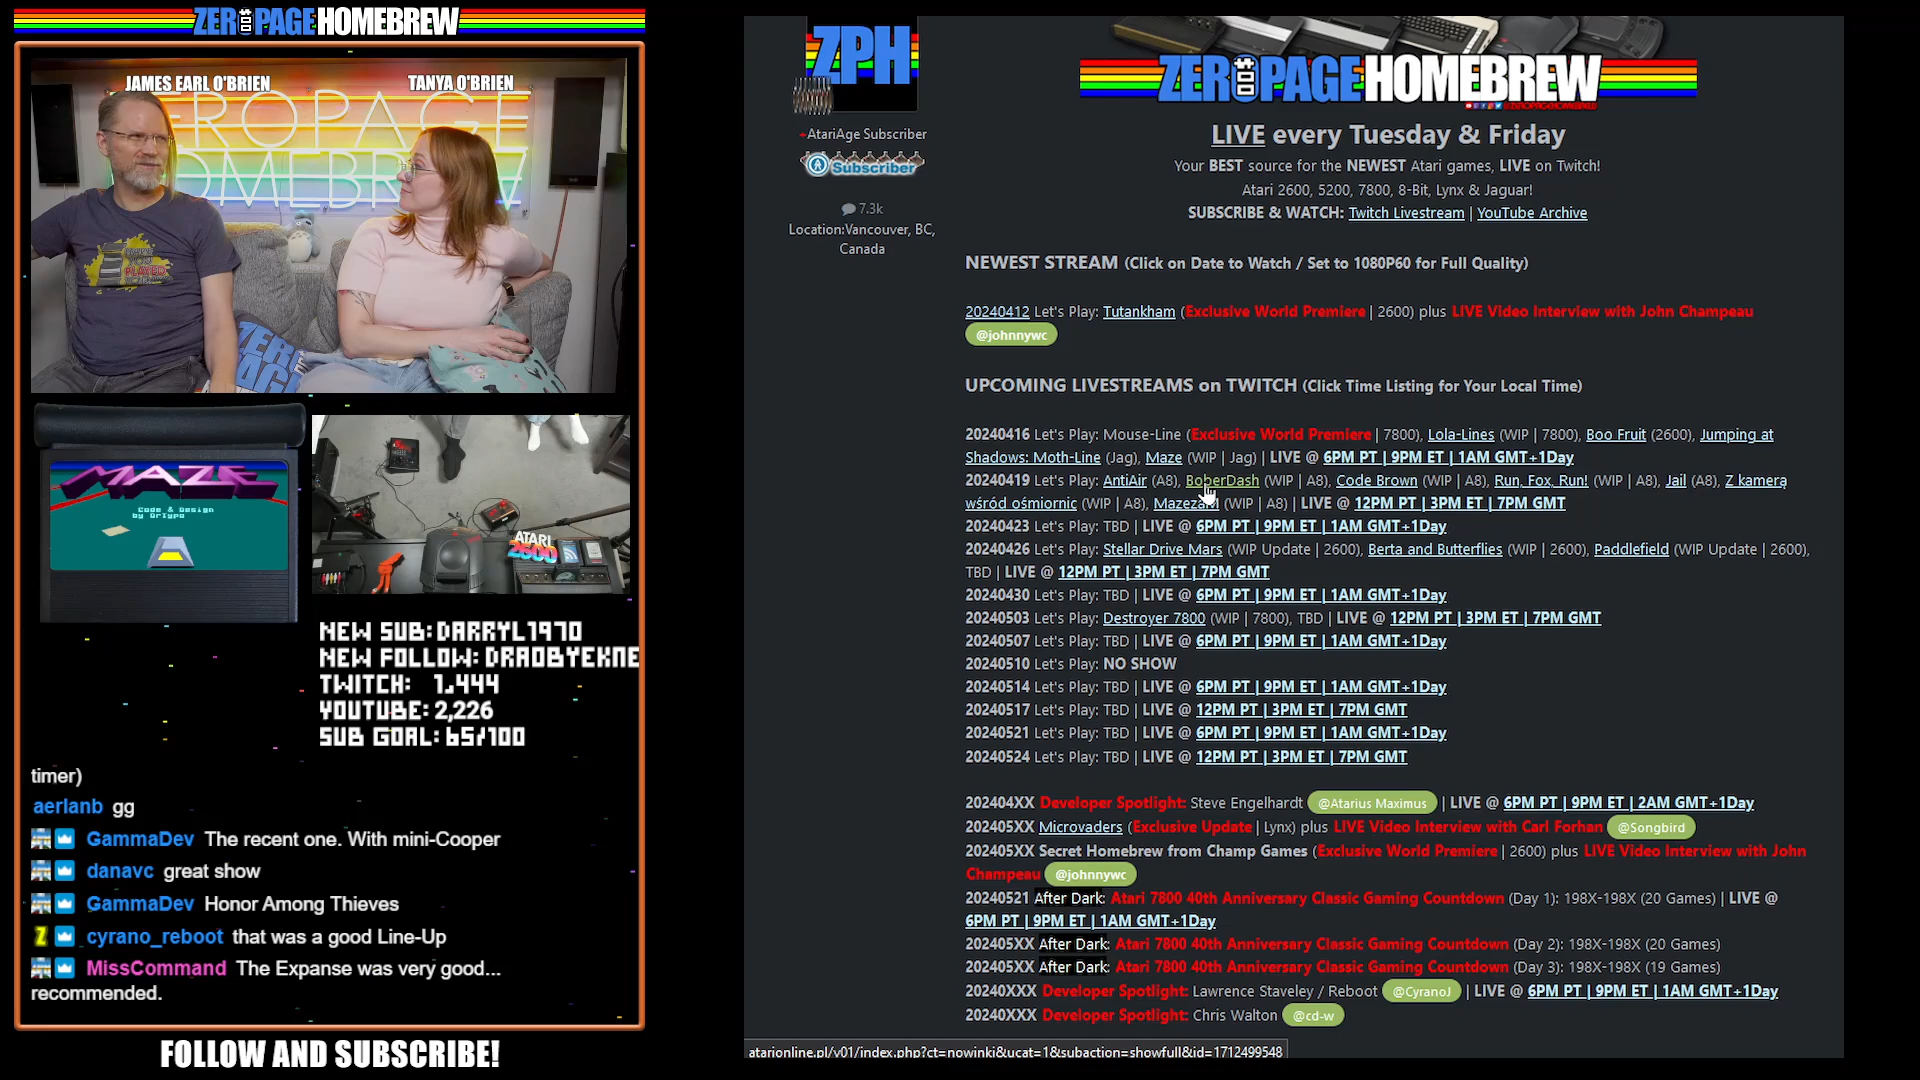 ZEROPAGEHOMEBREW
JAMES EARL O'BRIEN
TANYA O'BRIEN
ZEROPAGE
HOMEBREW
MAZE
Code & Design
by Orlypo
ATARI
2600
NEW SUB:DARRYL1970
NEW FOLLOW:DRAOBYEKNE
TWITCH: 1,444
YOUTUBE:2,226
SUB GOAL:65/100
timer)
aerlanb gg
GammaDev The recent one. With mini-Cooper
danavc great show
GammaDev Honor Among Thieves
cyrano_reboot that was a good Line-Up
MissCommand The Expanse was very good...
recommended.
FOLLOW AND SUBSCRIBE!
ZPH
+AtariAge Subscriber
Subscriber
7.3k
Location:Vancouver, BC,
Canada
ZEROPAGEHOMEBREW
LIVE every Tuesday & Friday
Your BEST source for the NEWEST Atari games, LIVE on Twitch!
Atari 2600, 5200, 7800, 8-Bit, Lynx & Jaguar!
SUBSCRIBE & WATCH: Twitch Livestream | YouTube Archive
NEWEST STREAM (Click on Date to Watch / Set to 1080P60 for Full Quality)
20240412 Let's Play: Tutankham (Exclusive World Premiere | 2600) plus LIVE Video Interview with John Champeau
@johnnywc
UPCOMING LIVESTREAMS on TWITCH (Click Time Listing for Your Local Time)
20240416 Let's Play: Mouse-Line (Exclusive World Premiere | 7800), Lola-Lines (WIP | 7800), Boo Fruit (2600), Jumping at
Shadows: Moth-Line (Jag), Maze (WIP | Jag) | LIVE @ 6PM PT | 9PM ET | 1AM GMT+1Day
20240419 Let's Play: AntiAir (A8), BoberDash (WIP | A8), Code Brown (WIP | A8), Run, Fox, Run! (WIP | A8), Jail (A8), Z kamerą
wśród ośmiornic (WIP | A8), Mazezam (WIP | A8) | LIVE @ 12PM PT | 3PM ET | 7PM GMT
20240423 Let's Play: TBD | LIVE @ 6PM PT | 9PM ET | 1AM GMT+1Day
20240426 Let's Play: Stellar Drive Mars (WIP Update | 2600), Berta and Butterflies (WIP | 2600), Paddlefield (WIP Update | 2600),
TBD | LIVE @ 12PM PT | 3PM ET | 7PM GMT
20240430 Let's Play: TBD | LIVE @ 6PM PT | 9PM ET | 1AM GMT+1Day
20240503 Let's Play: Destroyer 7800 (WIP | 7800), TBD | LIVE @ 12PM PT | 3PM ET | 7PM GMT
20240507 Let's Play: TBD | LIVE @ 6PM PT | 9PM ET | 1AM GMT+1Day
20240510 Let's Play: NO SHOW
20240514 Let's Play: TBD | LIVE @ 6PM PT | 9PM ET | 1AM GMT+1Day
20240517 Let's Play: TBD | LIVE @ 12PM PT | 3PM ET | 7PM GMT
20240521 Let's Play: TBD | LIVE @ 6PM PT | 9PM ET | 1AM GMT+1Day
20240524 Let's Play: TBD | LIVE @ 12PM PT | 3PM ET | 7PM GMT
202404XX Developer Spotlight: Steve Engelhardt @Atarius Maximus | LIVE @ 6PM PT | 9PM ET | 2AM GMT+1Day
202405XX Microvaders (Exclusive Update | Lynx) plus LIVE Video Interview with Carl Forhan @Songbird
202405XX Secret Homebrew from Champ Games (Exclusive World Premiere | 2600) plus LIVE Video Interview with John
Champeau @johnnywc
20240521 After Dark: Atari 7800 40th Anniversary Classic Gaming Countdown (Day 1): 198X-198X (20 Games) | LIVE @
6PM PT | 9PM ET | 1AM GMT+1Day
202405XX After Dark: Atari 7800 40th Anniversary Classic Gaming Countdown (Day 2): 198X-198X (20 Games)
202405XX After Dark: Atari 7800 40th Anniversary Classic Gaming Countdown (Day 3): 198X-198X (19 Games)
20240XXX Developer Spotlight: Lawrence Staveley / Reboot @CyranoJ | LIVE @ 6PM PT | 9PM ET | 1AM GMT+1Day
20240XXX Developer Spotlight: Chris Walton @cd-w
atarionline.pl/v01/index.php?ct=nowinki&ucat=1&subaction=showfull&id=1712499548